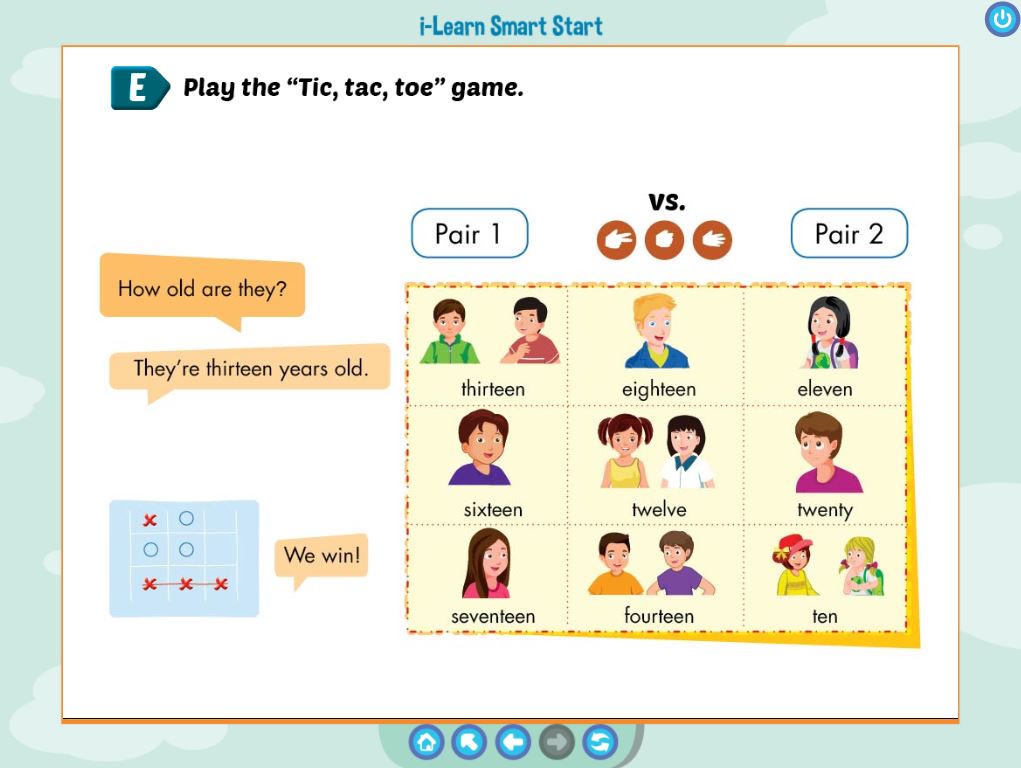 i-Learn Smart Start
E Play the “Tic, tac, toe” game.
Pair 1
vs.
Pair 2
How old are they?
They’re thirteen years old.
thirteen
eighteen
eleven
sixteen
twelve
twenty
seventeen
fourteen
ten
We win!